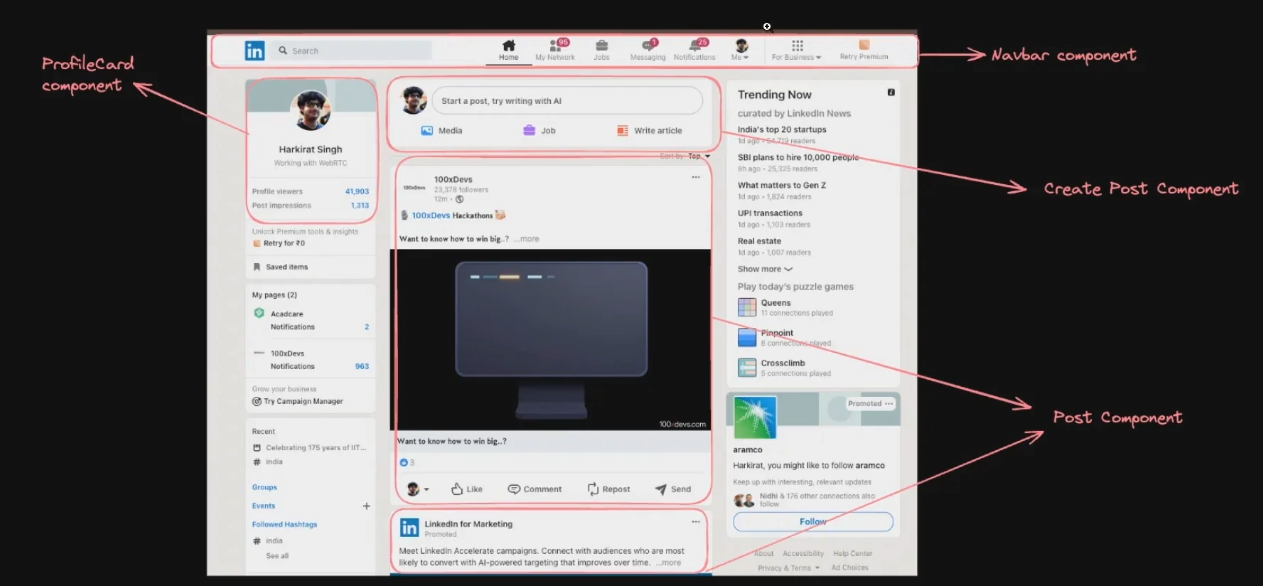 in
Search
Home
95
My Network
Jobs
1
Messaging
25
Notifications
Me
For Business
Retry Premium
Navbar component
ProfileCard
component
Harkirat Singh
Working with WebRTC
Profile viewers 41,903
Post impressions 1,313
Unlock Premium tools & insights
Retry for ₹0
Saved items
My pages (2)
Acadcare
Notifications 2
100xDevs
Notifications 963
Grow your business
Try Campaign Manager
Recent
Celebrating 175 years of IIT...
# india
Groups
Events +
Followed Hashtags
# india
See all
Start a post, try writing with AI
Media
Job
Write article
Sort by: Top
Create Post Component
100xDevs
100xDevs
23,378 followers
12m •
100xDevs Hackathons
Want to know how to win big..? ...more
100xdevs.com
Want to know how to win big..?
3
Like
Comment
Repost
Send
Post Component
in
LinkedIn for Marketing
Promoted
Meet LinkedIn Accelerate campaigns. Connect with audiences who are most
likely to convert with AI-powered targeting that improves over time. ...more
Trending Now
curated by LinkedIn News
India's top 20 startups
1d ago • 54,719 readers
SBI plans to hire 10,000 people
6h ago • 25,325 readers
What matters to Gen Z
1d ago • 1,824 readers
UPI transactions
1d ago • 1,103 readers
Real estate
1d ago • 1,007 readers
Show more
Play today's puzzle games
Queens
11 connections played
Pinpoint
6 connections played
Crossclimb
5 connections played
Promoted ...
aramco
Harkirat, you might like to follow aramco
Keep up with interesting, relevant updates
Nidhi & 176 other connections also
follow
Follow
About Accessibility Help Center
Privacy & Terms Ad Choices